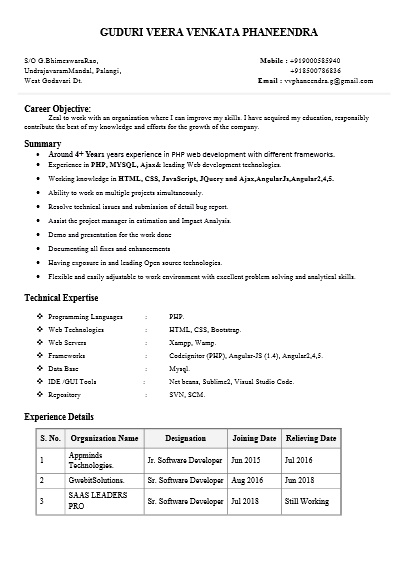 GUDURI VEERA VENKATA PHANEENDRA
S/O G.BhimeswaraRao,
Mobile : +919000585940
UndrajavaramMandal, Palangi,
+918500786836
West Godavari Dt.
Email : vvphaneendra.g@gmail.com
Career Objective:
Zeal to work with an organization where I can improve my skills. I have acquired my education, responsibly
contribute the best of my knowledge and efforts for the growth of the company.
Summary
• Around 4+ Years years experience in PHP web development with different frameworks.
• Experience in PHP, MYSQL, Ajax& leading Web development technologies.
• Working knowledge in HTML, CSS, JavaScript, JQuery and Ajax,AngularJs,Angular2,4,5.
• Ability to work on multiple projects simultaneously.
• Resolve technical issues and submission of detail bug report.
• Assist the project manager in estimation and Impact Analysis.
• Demo and presentation for the work done
• Documenting all fixes and enhancements
• Having exposure in and leading Open source technologies.
• Flexible and easily adjustable to work environment with excellent problem solving and analytical skills.
Technical Expertise
❖ Programming Languages : PHP.
❖ Web Technologies : HTML, CSS, Bootstrap.
❖ Web Servers : Xampp, Wamp.
❖ Frameworks : Codeignitor (PHP), Angular-JS (1.4), Angular2,4,5.
❖ Data Base : Mysql.
❖ IDE /GUI Tools : Net beans, Sublime2, Visual Studio Code.
❖ Repository : SVN, SCM.
Experience Details
S. No. Organization Name Designation Joining Date Relieving Date
1 Appminds Technologies. Jr. Software Developer Jun 2015 Jul 2016
2 GwebitSolutions. Sr. Software Developer Aug 2016 Jun 2018
3 SAAS LEADERS PRO Sr. Software Developer Jul 2018 Still Working